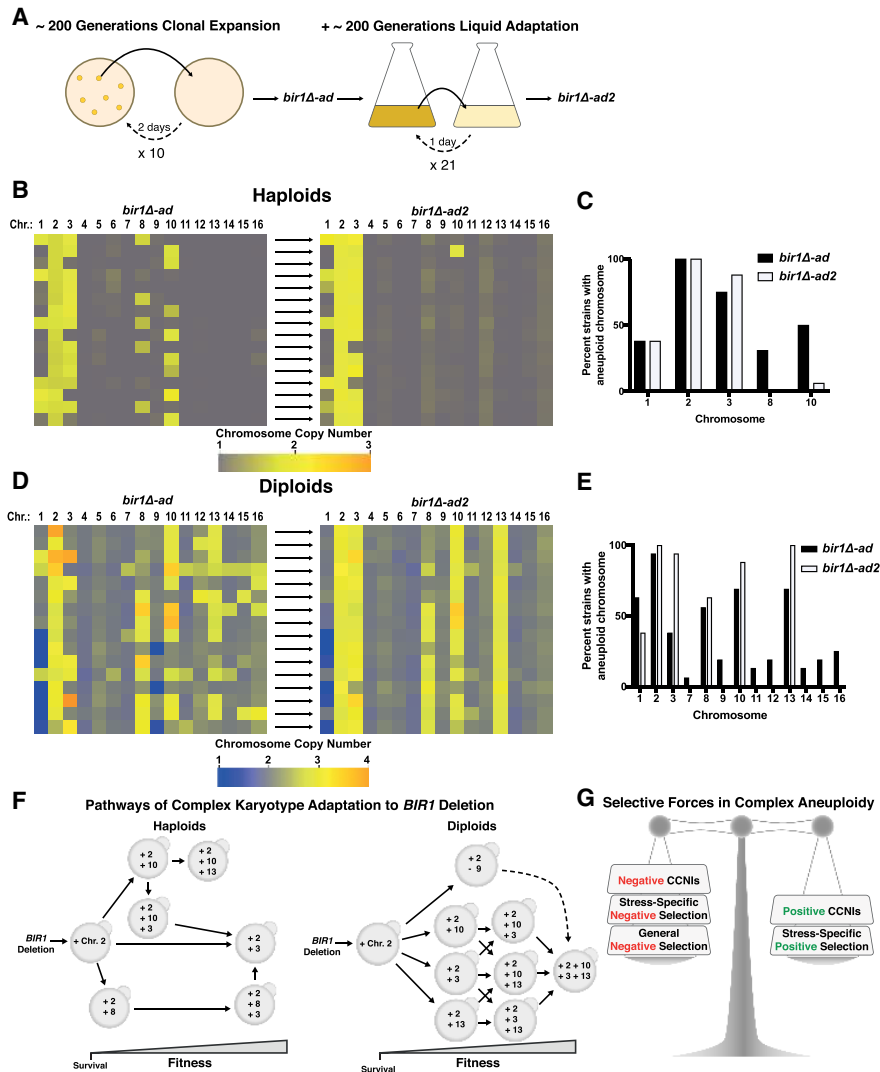 A
~ 200 Generations Clonal Expansion
+ ~ 200 Generations Liquid Adaptation
2 days
x 10
bir1Δ-ad
1 day
x 21
bir1Δ-ad2
B
Haploids
bir1Δ-ad
bir1Δ-ad2
Chr.: 1 2 3 4 5 6 7 8 9 10 11 12 13 14 15 16
1 2 3 4 5 6 7 8 9 10 11 12 13 14 15 16
Chromosome Copy Number
1 2 3
C
Percent strains with
aneuploid chromosome
100
50
0
1 2 3 8 10
Chromosome
bir1Δ-ad
bir1Δ-ad2
D
Diploids
bir1Δ-ad
bir1Δ-ad2
Chr.: 1 2 3 4 5 6 7 8 9 10 11 12 13 14 15 16
1 2 3 4 5 6 7 8 9 10 11 12 13 14 15 16
Chromosome Copy Number
1 2 3 4
E
Percent strains with
aneuploid chromosome
100
50
0
1 2 3 7 8 9 10 11 12 13 14 15 16
Chromosome
bir1Δ-ad
bir1Δ-ad2
F
Pathways of Complex Karyotype Adaptation to BIR1 Deletion
Haploids
BIR1
Deletion
+ Chr. 2
+ 2
+ 10
+ 2
+ 10
+ 13
+ 2
+ 10
+ 3
+ 2
+ 3
+ 2
+ 8
+ 2
+ 8
+ 3
Survival
Fitness
Diploids
BIR1
Deletion
+ Chr. 2
+ 2
- 9
+ 2
+ 10
+ 2
+ 10
+ 3
+ 2
+ 3
+ 2
+ 10
+ 13
+ 2 + 10
+ 3 + 13
+ 2
+ 13
+ 2
+ 3
+ 13
Survival
Fitness
G
Selective Forces in Complex Aneuploidy
Negative CCNIs
Stress-Specific
Negative Selection
General
Negative Selection
Positive CCNIs
Stress-Specific
Positive Selection